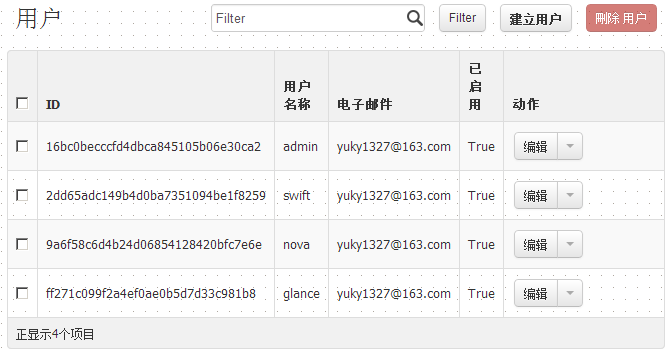 用户
Filter Filter 建立用户 刪除 用户
ID 用户名称 电子邮件 已启用 动作
16bc0becccfd4dbca845105b06e30ca2 admin yuky1327@163.com True 编辑
2dd65adc149b4d0ba7351094be1f8259 swift yuky1327@163.com True 编辑
9a6f58c6d4b24d06854128420bfc7e6e nova yuky1327@163.com True 编辑
ff271c099f2a4ef0ae0b5d7d33c981b8 glance yuky1327@163.com True 编辑
正显示4个项目